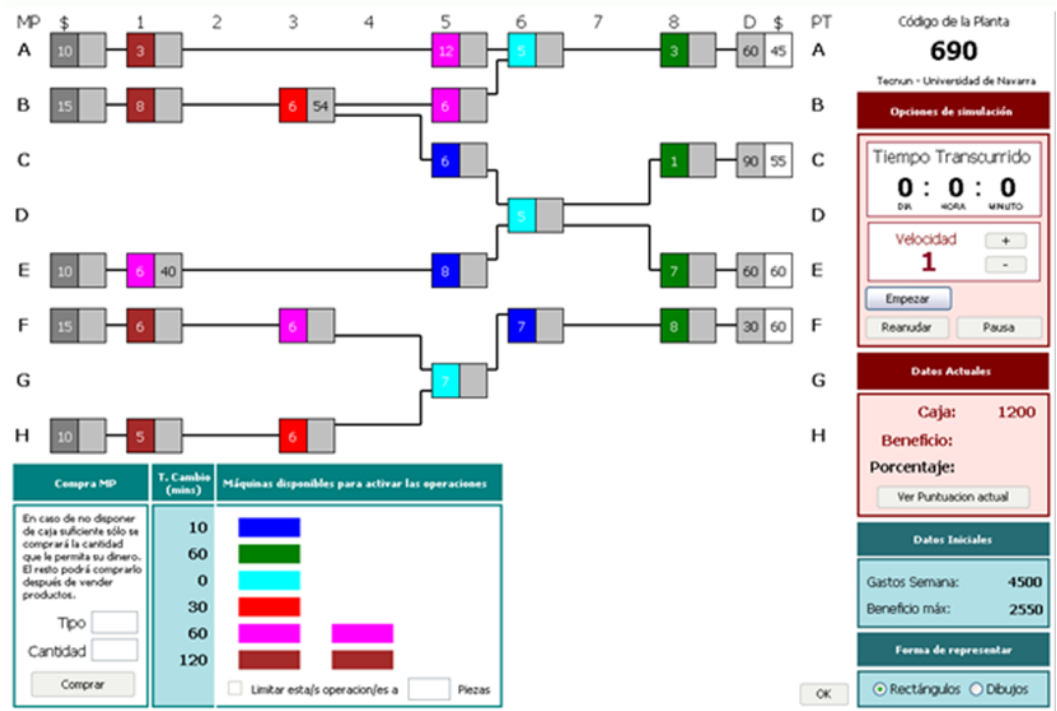 MP $ 1 2 3 4 5 6 7 8 D $ PT
A 10 3 12 5 3 60 45 A
B 15 8 6 54 6 B
C 6 1 90 55 C
D 5 D
E 10 6 40 8 7 60 60 E
F 15 6 6 7 8 30 60 F
G 7 G
H 10 5 6 H
Compra MP
En caso de no disponer
de caja suficiente sólo se
comprará la cantidad
que le permita su dinero.
El resto podrá comprarlo
después de vender
productos.
Tipo
Cantidad
Comprar
T. Cambio
(mins)
10
60
0
30
60
120
Máquinas disponibles para activar las operaciones
Limitar esta/s operacion/es a Piezas
OK
Código de la Planta
690
Tecnun - Universidad de Navarra
Opciones de simulación
Tiempo Transcurrido
0 : 0 : 0
DIA HORA MINUTO
Velocidad
1
+
-
Empezar
Reanudar Pausa
Datos Actuales
Caja: 1200
Beneficio:
Porcentaje:
Ver Puntuacion actual
Datos Iniciales
Gastos Semana: 4500
Beneficio máx: 2550
Forma de representar
Rectángulos Dibujos